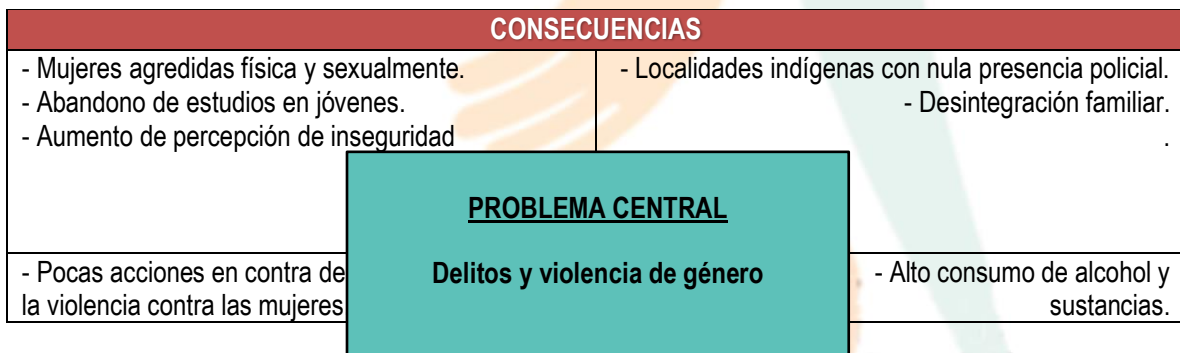 CONSECUENCIAS
- Mujeres agredidas física y sexualmente.
- Abandono de estudios en jóvenes.
- Aumento de percepción de inseguridad
- Localidades indígenas con nula presencia policial.
- Desintegración familiar.
.
PROBLEMA CENTRAL
Delitos y violencia de género
- Pocas acciones en contra de
la violencia contra las mujeres
- Alto consumo de alcohol y
sustancias.